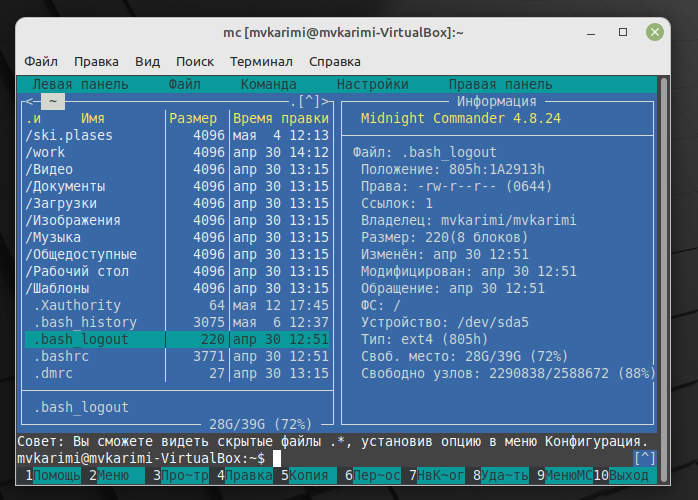 mc [mvkarimi@mvkarimi-VirtualBox]:~
Файл Правка Вид Поиск Терминал Справка
Левая панель Файл Команда Настройки Правая панель
<- ~ .[^]>
.и Имя Размер Время правки
/ski.plases 4096 мая 4 12:13
/work 4096 апр 30 14:12
/Видео 4096 апр 30 13:15
/Документы 4096 апр 30 13:15
/Загрузки 4096 апр 30 13:15
/Изображения 4096 апр 30 13:15
/Музыка 4096 апр 30 13:15
/Общедоступные 4096 апр 30 13:15
/Рабочий стол 4096 апр 30 13:15
/Шаблоны 4096 апр 30 13:15
.Xauthority 64 мая 12 17:45
.bash_history 3075 мая 6 12:37
.bash_logout 220 апр 30 12:51
.bashrc 3771 апр 30 12:51
.dmrc 27 апр 30 13:15
.bash_logout
28G/39G (72%)
Информация
Midnight Commander 4.8.24
Файл: .bash_logout
Положение: 805h:1A2913h
Права: -rw-r--r-- (0644)
Ссылок: 1
Владелец: mvkarimi/mvkarimi
Размер: 220(8 блоков)
Изменён: апр 30 12:51
Модифицирован: апр 30 12:51
Обращение: апр 30 12:51
ФС: /
Устройство: /dev/sda5
Тип: ext4 (805h)
Своб. место: 28G/39G (72%)
Свободно узлов: 2290838/2588672 (88%)
Совет: Вы сможете видеть скрытые файлы .*, установив опцию в меню Конфигурация.
mvkarimi@mvkarimi-VirtualBox:~$ [^]
1Помощь 2Меню 3Про~тр 4Правка 5Копия 6Пер~ос 7НвК~ог 8Уда~ть 9МенюMC 10Выход